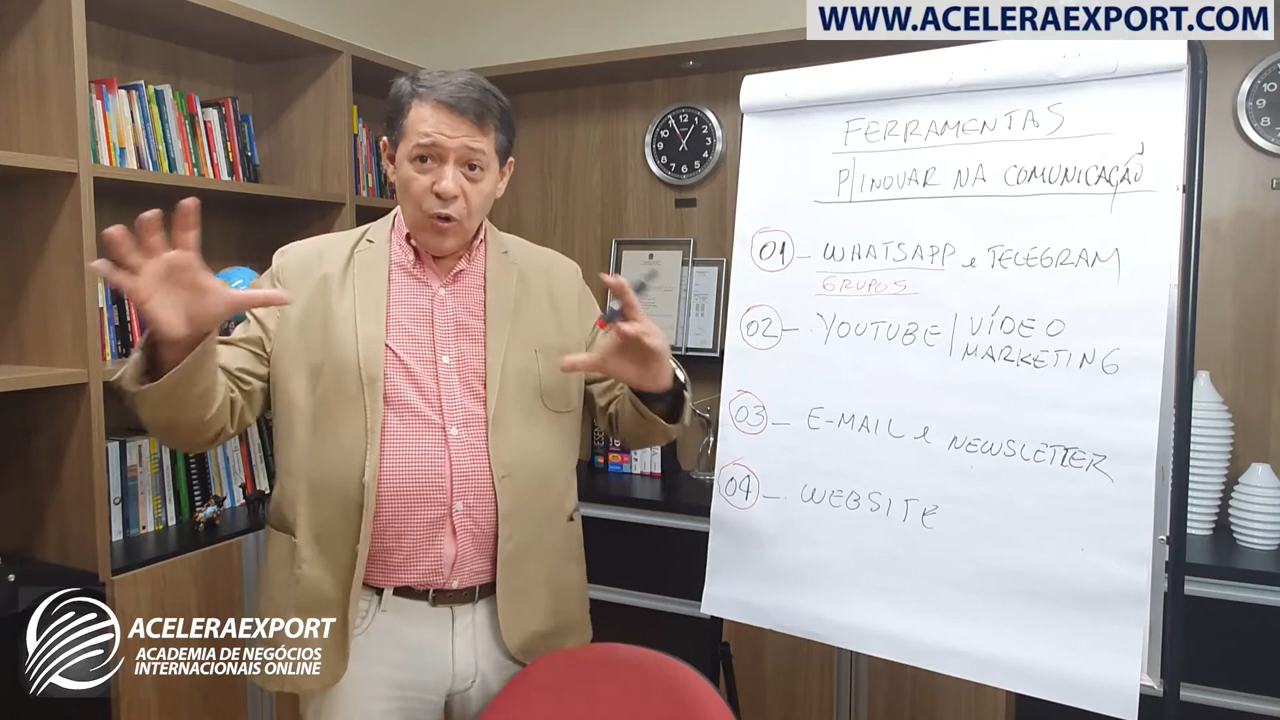 WWW.ACELERAEXPORT.COM
FERRAMENTAS
P/INOVAR NA COMUNICAÇÃO
01 - WHATSAPP e TELEGRAM
GRUPOS
02 - YOUTUBE | VÍDEO
MARKETING
03 - E-MAIL e NEWSLETTER
04 - WEBSITE
ACELERAEXPORT
ACADEMIA DE NEGÓCIOS
INTERNACIONAIS ONLINE